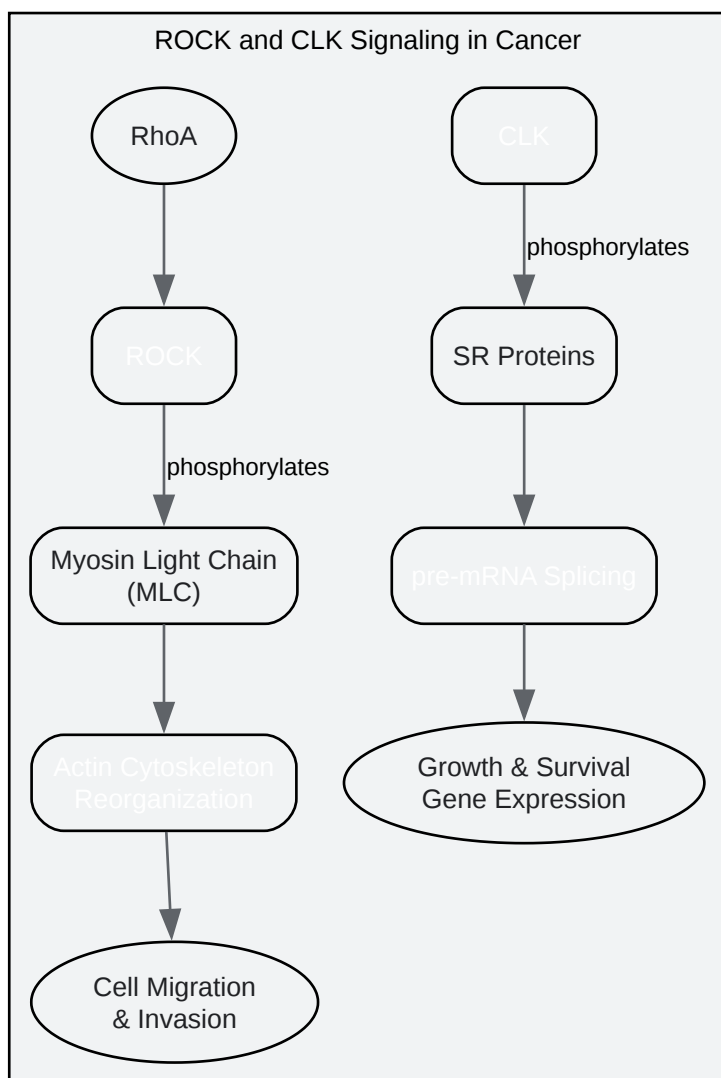 ROCK and CLK Signaling in Cancer
RhoA
ROCK
phosphorylates
Myosin Light Chain
(MLC)
Actin Cytoskeleton
Reorganization
Cell Migration
& Invasion
CLK
phosphorylates
SR Proteins
pre-mRNA Splicing
Growth & Survival
Gene Expression